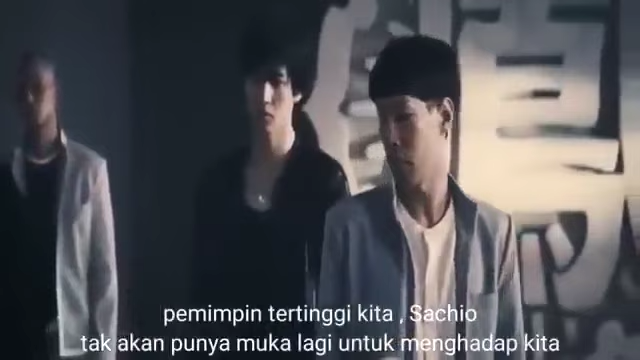 pemimpin tertinggi kita , Sachio
tak akan punya muka lagi untuk menghadap kita